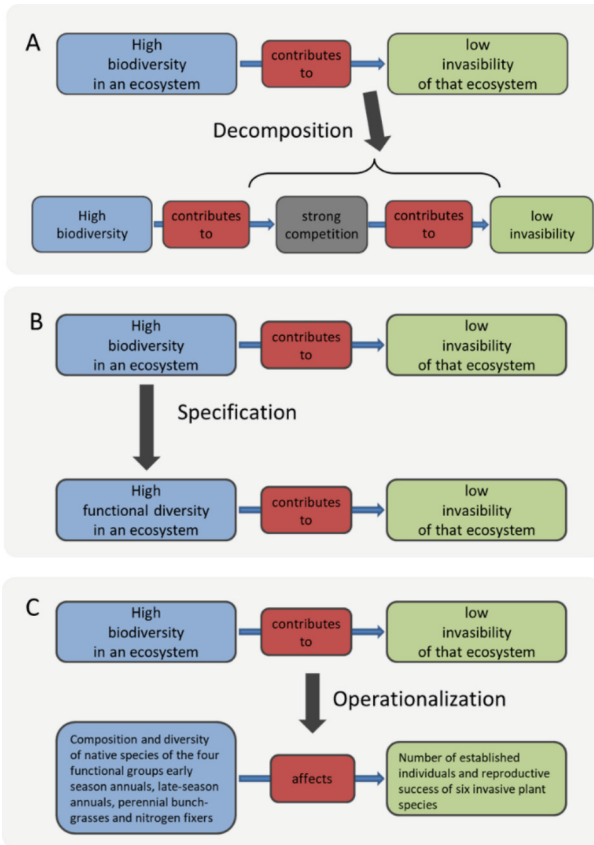 A
High
biodiversity
in an ecosystem
contributes
to
low
invasibility
of that ecosystem
Decomposition
High
biodiversity
contributes
to
strong
competition
contributes
to
low
invasibility
B
High
biodiversity
in an ecosystem
contributes
to
low
invasibility
of that ecosystem
Specification
High
functional diversity
in an ecosystem
contributes
to
low
invasibility
of that ecosystem
C
High
biodiversity
in an ecosystem
contributes
to
low
invasibility
of that ecosystem
Operationalization
Composition and diversity
of native species of the four
functional groups early
season annuals, late-season
annuals, perennial bunch-
grasses and nitrogen fixers
affects
Number of established
individuals and reproductive
success of six invasive plant
species